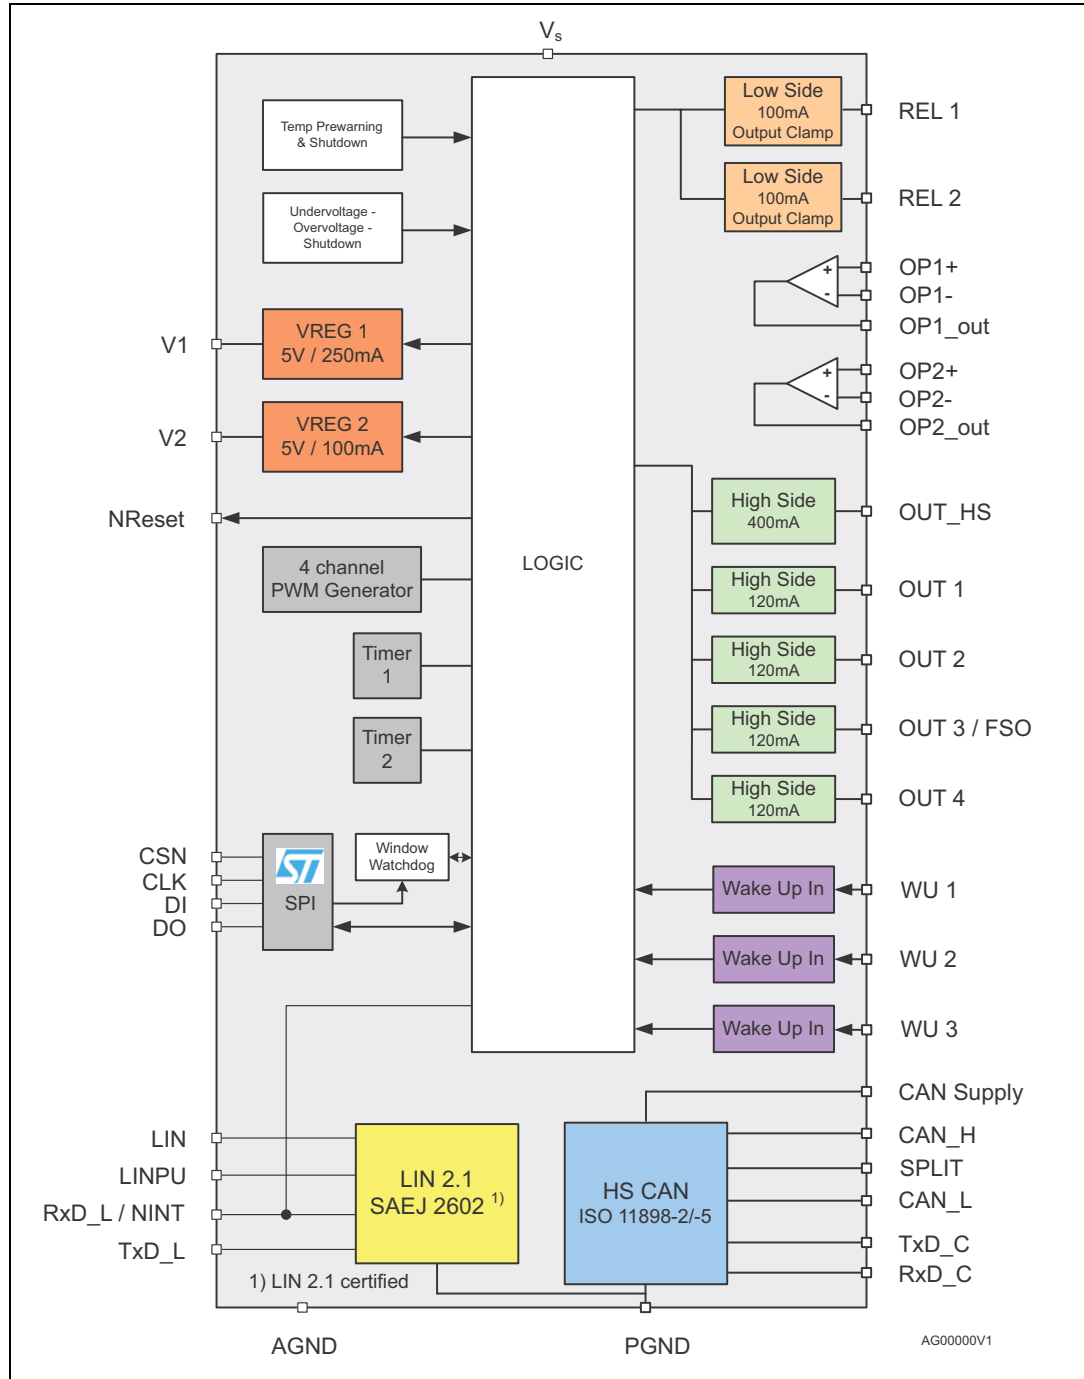 Vs
Temp Prewarning
& Shutdown
Undervoltage -
Overvoltage -
Shutdown
V1
VREG 1
5V / 250mA
V2
VREG 2
5V / 100mA
NReset
4 channel
PWM Generator
Timer
1
Timer
2
CSN
CLK
DI
DO
ST
SPI
Window
Watchdog
LOGIC
Low Side
100mA
Output Clamp
REL 1
Low Side
100mA
Output Clamp
REL 2
+
-
OP1+
OP1-
OP1_out
+
-
OP2+
OP2-
OP2_out
High Side
400mA
OUT_HS
High Side
120mA
OUT 1
High Side
120mA
OUT 2
High Side
120mA
OUT 3 / FSO
High Side
120mA
OUT 4
Wake Up In
WU 1
Wake Up In
WU 2
Wake Up In
WU 3
LIN
LINPU
RxD_L / NINT
TxD_L
LIN 2.1
SAEJ 2602 1)
1) LIN 2.1 certified
HS CAN
ISO 11898-2/-5
CAN Supply
CAN_H
SPLIT
CAN_L
TxD_C
RxD_C
AGND
PGND
AG00000V1